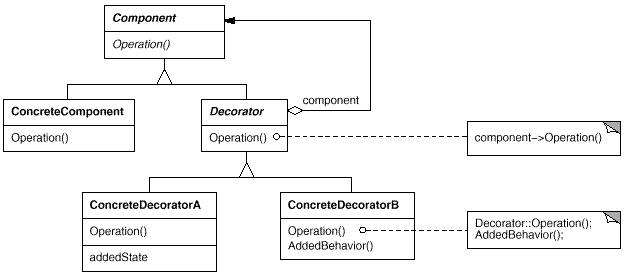 Component
Operation()
component
ConcreteComponent
Operation()
Decorator
Operation()
component->Operation()
ConcreteDecoratorA
Operation()
addedState
ConcreteDecoratorB
Operation()
AddedBehavior()
Decorator::Operation();
AddedBehavior();